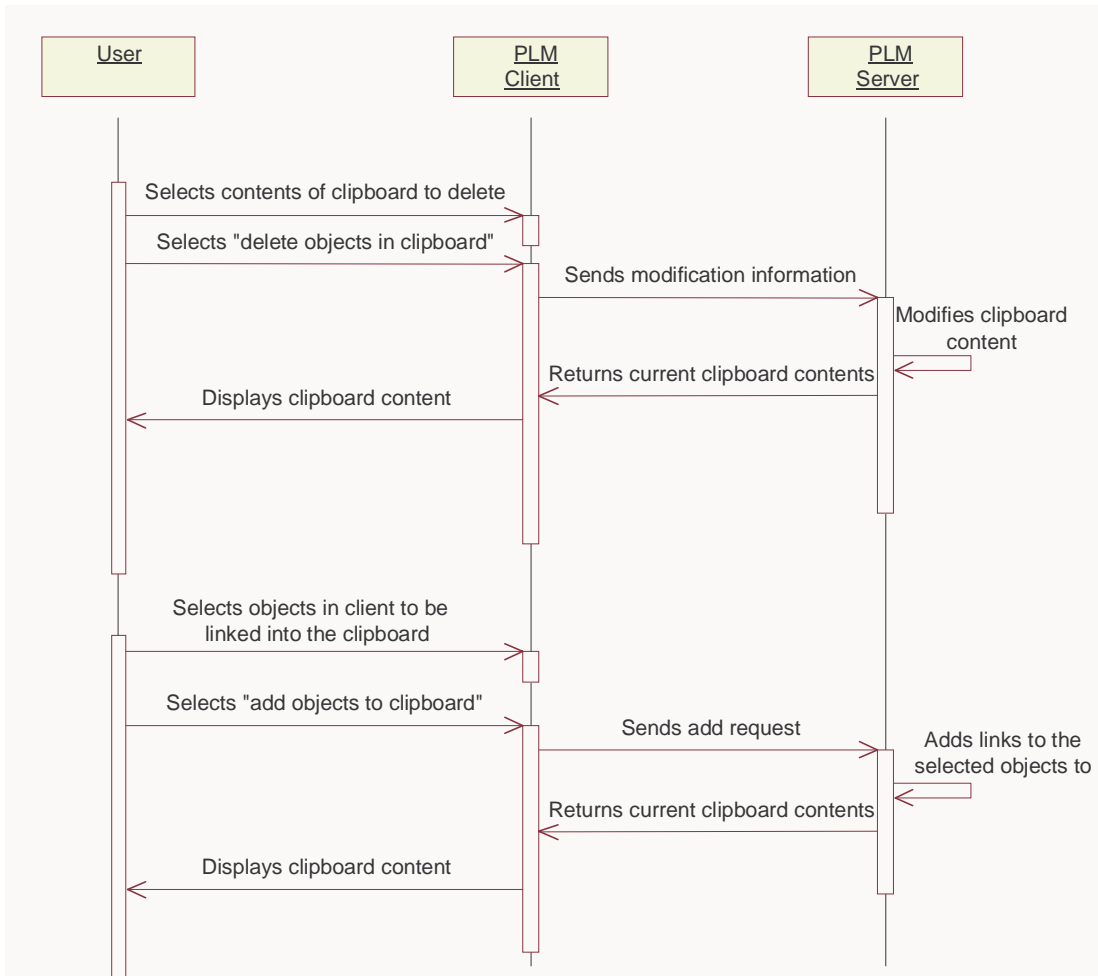 User
PLM
Client
PLM
Server
Selects contents of clipboard to delete
Selects "delete objects in clipboard"
Sends modification information
Modifies clipboard
content
Returns current clipboard contents
Displays clipboard content
Selects objects in client to be
linked into the clipboard
Selects "add objects to clipboard"
Sends add request
Adds links to the
selected objects to
Returns current clipboard contents
Displays clipboard content